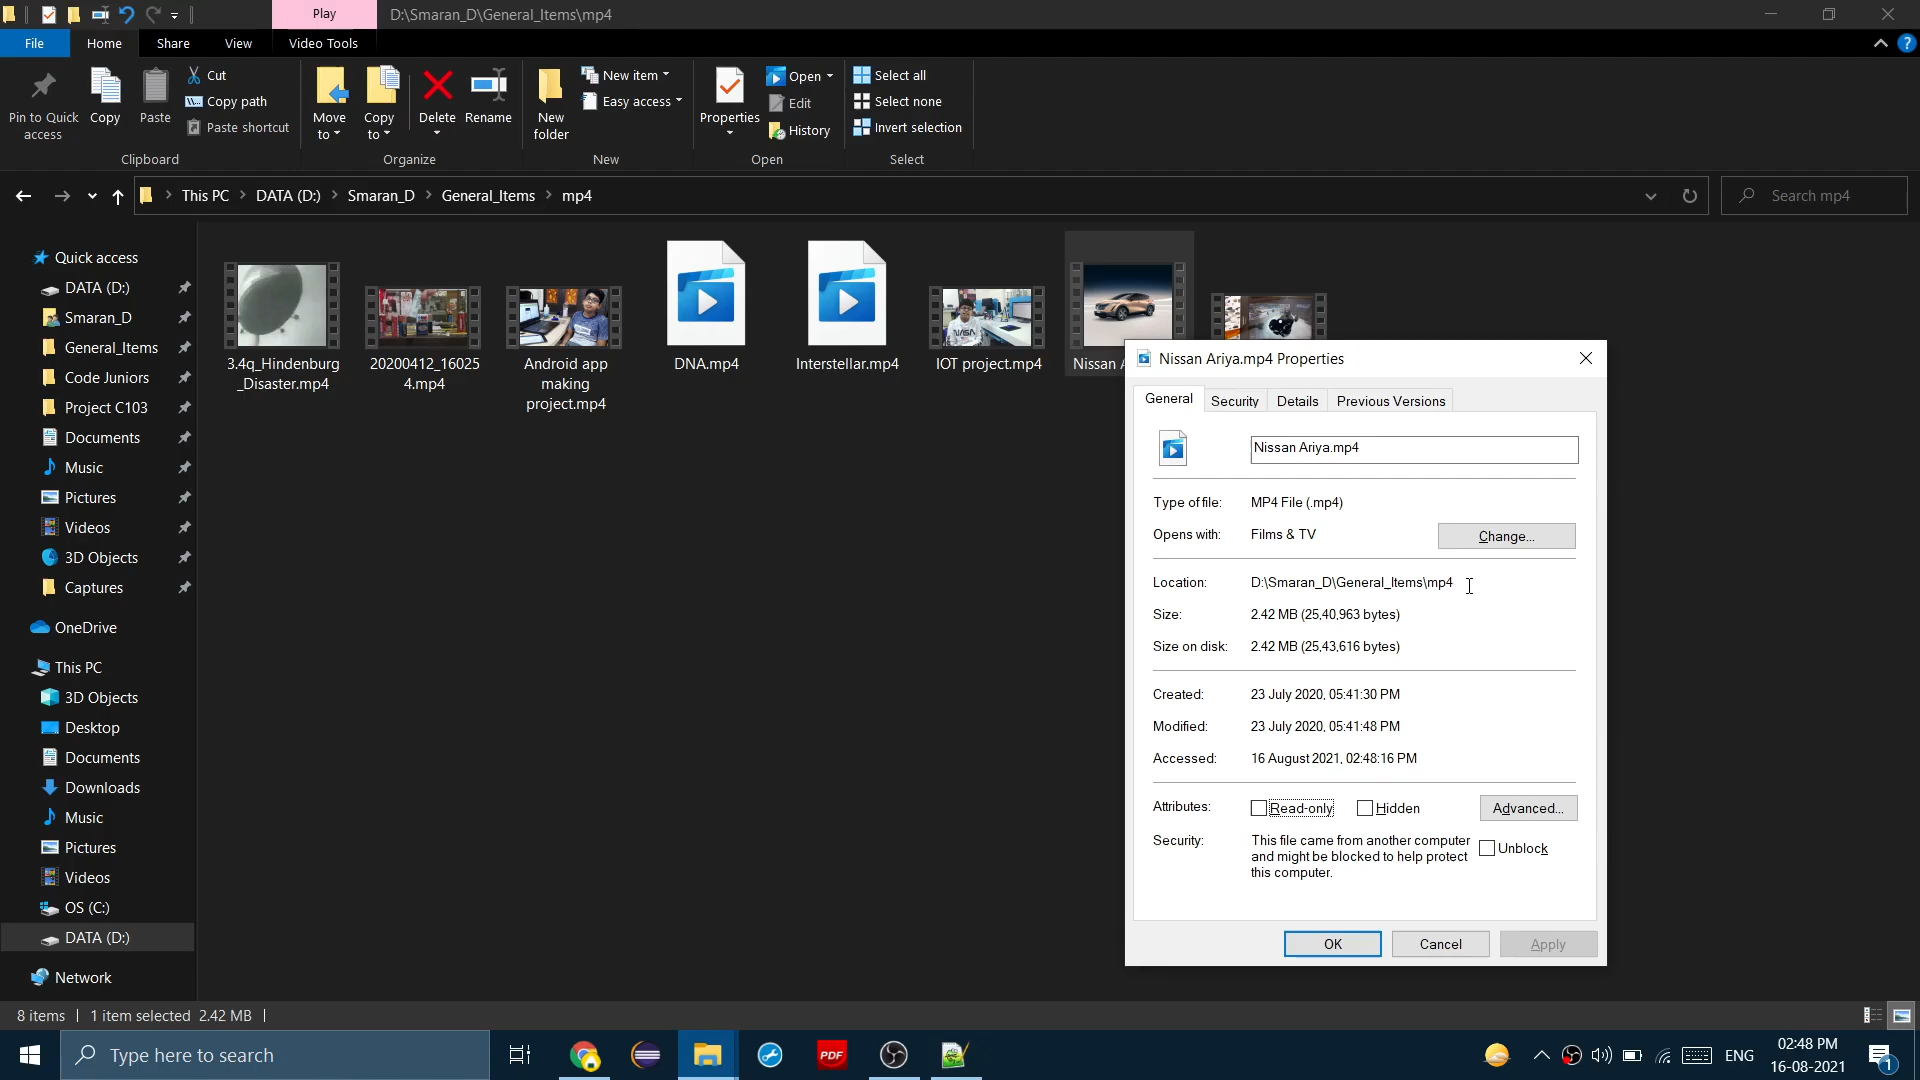 Play
D:\Smaran_D\General_Items\mp4
File
Home
Share
View
Video Tools
Pin to Quick
access
Copy
Paste
Cut
Copy path
Paste shortcut
Clipboard
Move
to
Copy
to
Delete
Rename
Organize
New
folder
New item
Easy access
New
Properties
Open
Edit
History
Open
Select all
Select none
Invert selection
Select
This PC
DATA (D:)
Smaran_D
General_Items
mp4
Search mp4
Quick access
DATA (D:)
Smaran_D
General_Items
Code Juniors
Project C103
Documents
Music
Pictures
Videos
3D Objects
Captures
OneDrive
This PC
3D Objects
Desktop
Documents
Downloads
Music
Pictures
Videos
OS (C:)
DATA (D:)
Network
3.4q_Hindenburg
_Disaster.mp4
20200412_16025
4.mp4
Android app
making
project.mp4
DNA.mp4
Interstellar.mp4
NASA
IOT project.mp4
Nissan A
Nissan Ariya.mp4 Properties
General
Security
Details
Previous Versions
Nissan Ariya.mp4
Type of file:
MP4 File (.mp4)
Opens with:
Films & TV
Change...
Location:
D:\Smaran_D\General_Items\mp4
Size:
2.42 MB (25,40,963 bytes)
Size on disk:
2.42 MB (25,43,616 bytes)
Created:
23 July 2020, 05:41:30 PM
Modified:
23 July 2020, 05:41:48 PM
Accessed:
16 August 2021, 02:48:16 PM
Attributes:
Read-only
Hidden
Advanced...
Security:
This file came from another computer
and might be blocked to help protect
this computer.
Unblock
OK
Cancel
Apply
8 items
1 item selected 2.42 MB
Type here to search
PDF
ENG
02:48 PM
16-08-2021
1